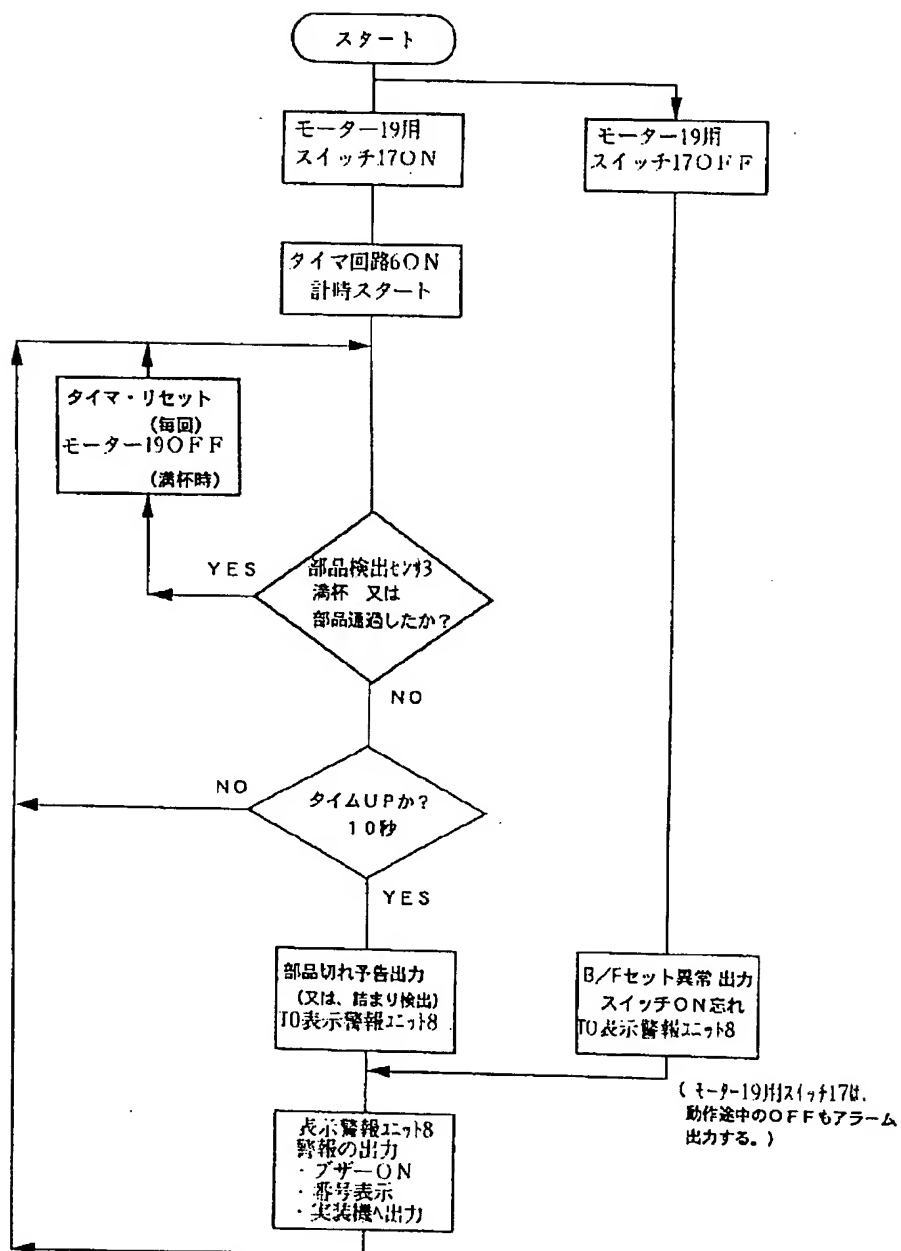 スタート
モーター19用
スイッチ17ON
モーター19用
スイッチ17OFF
タイマ回路6ON
計時スタート
タイマ・リセット
(毎回)
モーター19OFF
(満杯時)
YES
部品検出センサ3
満杯 又は
部品通過したか?
NO
NO
タイムUPか?
10秒
YES
部品切れ予告出力
(又は、詰まり検出)
TO表示警報ユニット8
B/Fセット異常 出力
スイッチON忘れ
TO表示警報ユニット8
(モーター19用スイッチ17は、
動作途中のOFFもアラーム
出力する。)
表示警報ユニット8
警報の出力
・ブザーON
・番号表示
・実装機へ出力